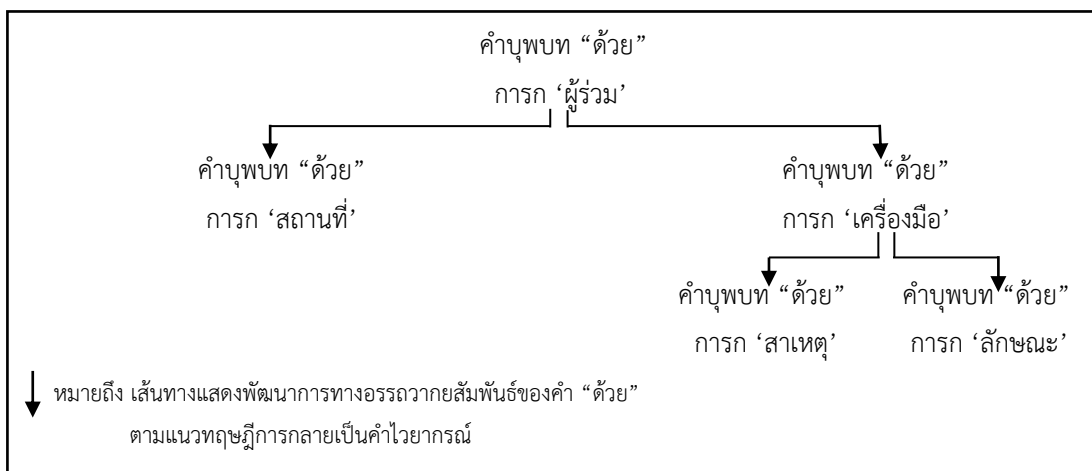 คำบุพบท “ด้วย”
การก ‘ผู้ร่วม’
คำบุพบท “ด้วย”
การก ‘สถานที่’
คำบุพบท “ด้วย”
การก ‘เครื่องมือ’
คำบุพบท “ด้วย”
การก ‘สาเหตุ’
คำบุพบท “ด้วย”
การก ‘ลักษณะ’
หมายถึง เส้นทางแสดงพัฒนาการทางอรรถวากยสัมพันธ์ของคำ “ด้วย”
ตามแนวทฤษฎีการกลายเป็นคำไวยากรณ์